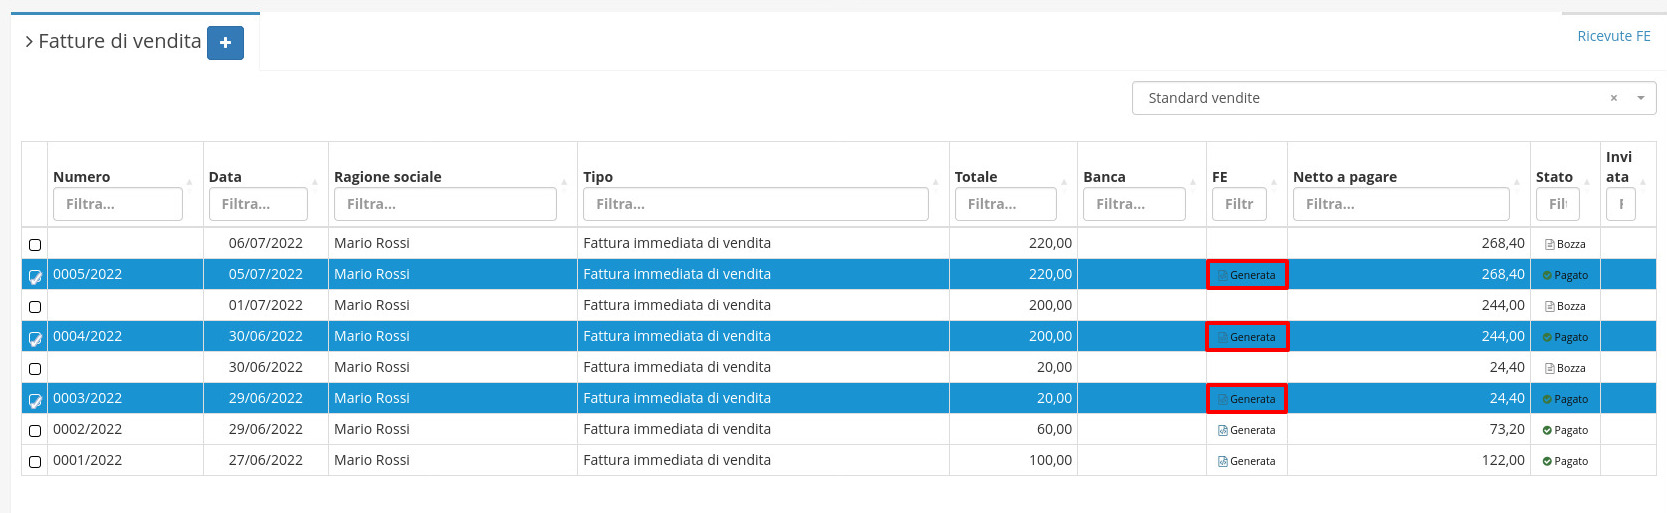 Fatture di vendita +
Ricevute FE
Standard vendite ×
Numero Data Ragione sociale Tipo Totale Banca FE Netto a pagare Stato Invi
ata
Filtra... Filtra... Filtra... Filtra... Filtra... Filtra... Filtr Filtra... Fil F
06/07/2022 Mario Rossi Fattura immediata di vendita 220,00 268,40 Bozza
0005/2022 05/07/2022 Mario Rossi Fattura immediata di vendita 220,00 Generata 268,40 Pagato
01/07/2022 Mario Rossi Fattura immediata di vendita 200,00 244,00 Bozza
0004/2022 30/06/2022 Mario Rossi Fattura immediata di vendita 200,00 Generata 244,00 Pagato
30/06/2022 Mario Rossi Fattura immediata di vendita 20,00 24,40 Bozza
0003/2022 29/06/2022 Mario Rossi Fattura immediata di vendita 20,00 Generata 24,40 Pagato
0002/2022 29/06/2022 Mario Rossi Fattura immediata di vendita 60,00 Generata 73,20 Pagato
0001/2022 27/06/2022 Mario Rossi Fattura immediata di vendita 100,00 Generata 122,00 Pagato